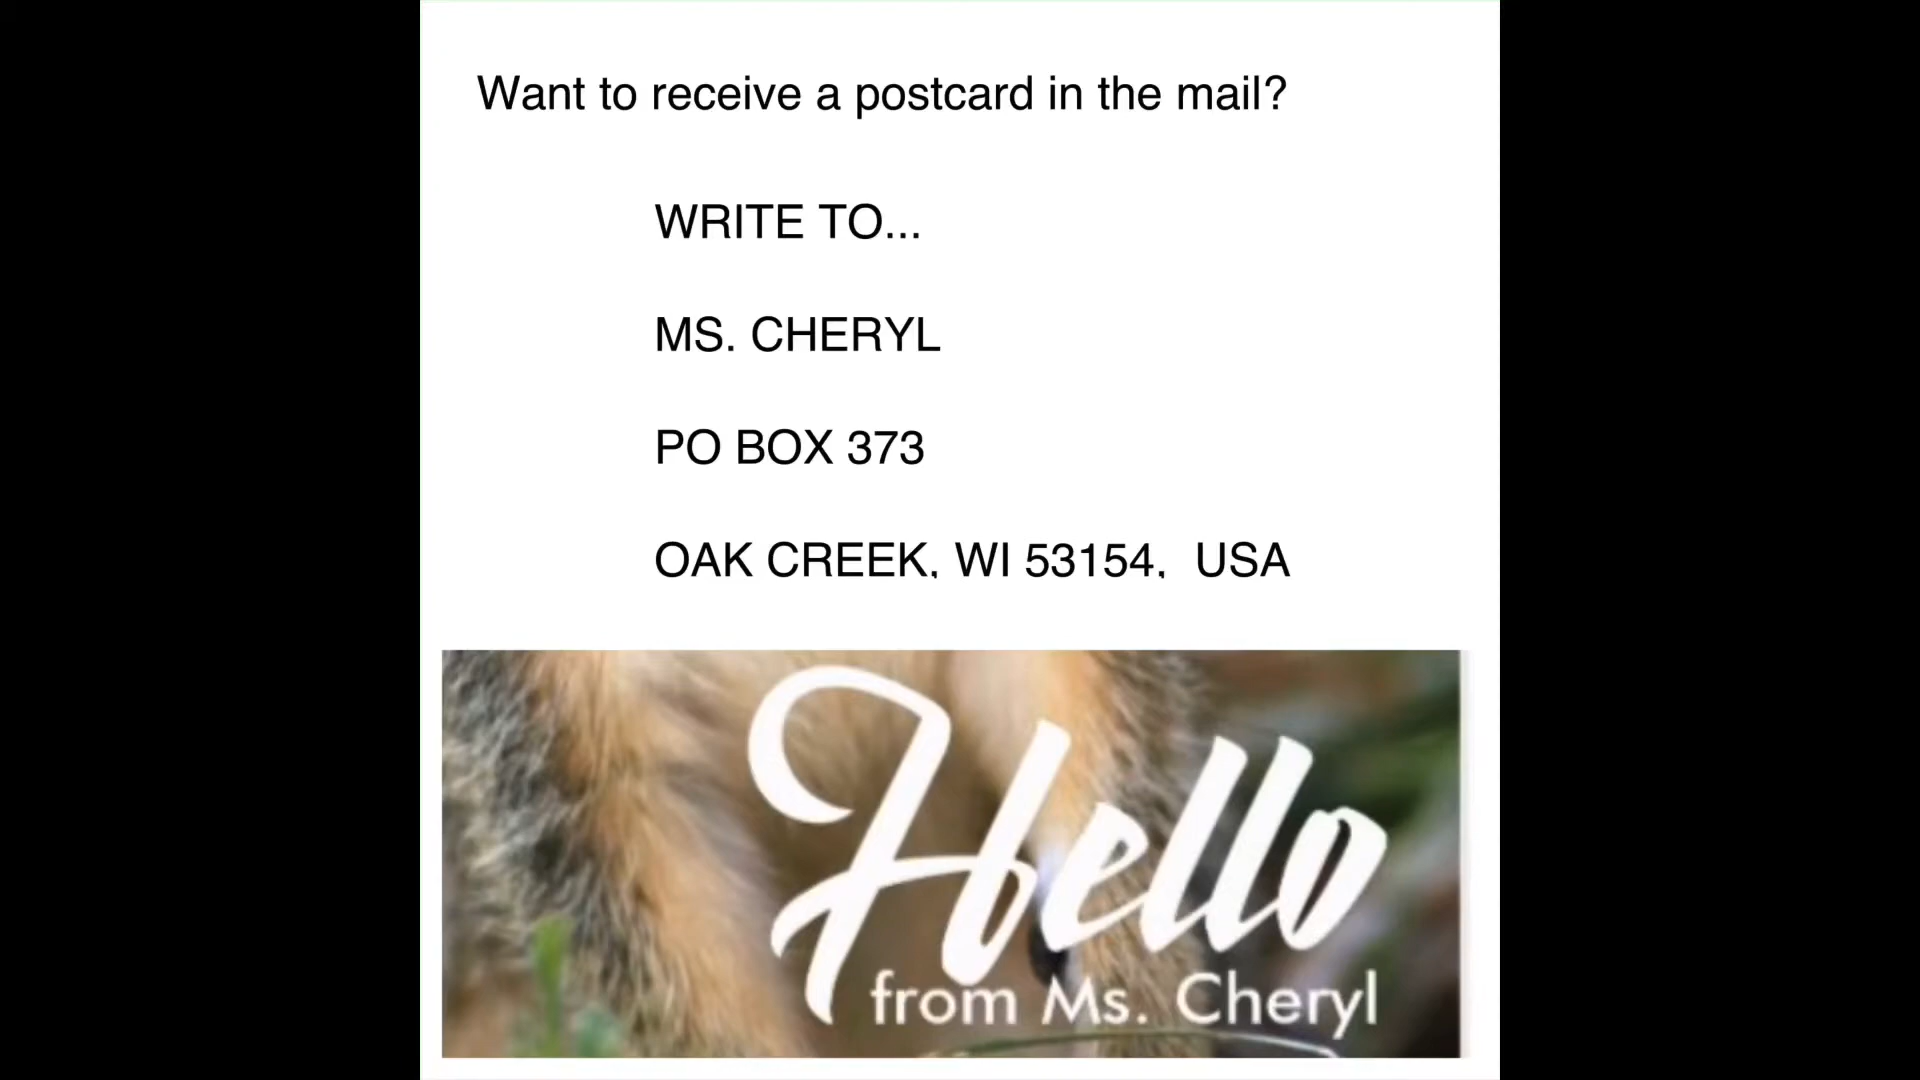 Want to receive a postcard in the mail?
WRITE TO...
MS. CHERYL
PO BOX 373
OAK CREEK, WI 53154,  USA
Hello
from Ms. Cheryl